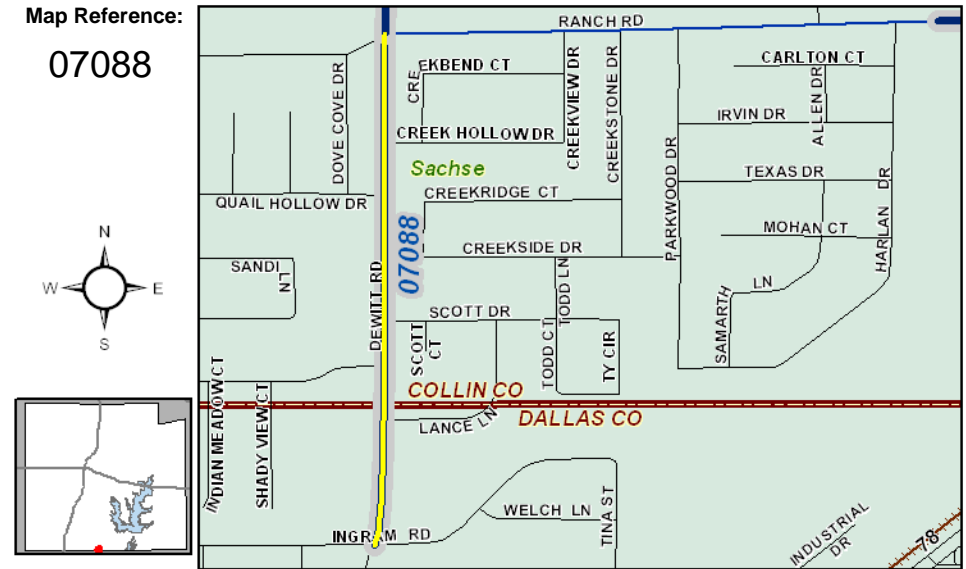 Map Reference:
07088
N
W
E
S
RANCH RD
CREEKBEND CT
CARLTON CT
DOVE COVE DR
CREEKVIEW DR
CREEKSTONE DR
ALLEN DR
IRVIN DR
CREEK HOLLOW DR
PARKWOOD DR
Sachse
TEXAS DR
HARLAN DR
QUAIL HOLLOW DR
CREEKRIDGE CT
07088
MOHAN CT
CREEKSIDE DR
SANDI LN
DEWITT RD
TODD LN
SAMARTH LN
SCOTT DR
SCOTT CT
TODD CT
TY CIR
COLLIN CO
DALLAS CO
INDIAN MEADOW CT
SHADY VIEW CT
LANCE LN
WELCH LN
TINA ST
INGRAM RD
INDUSTRIAL DR
78